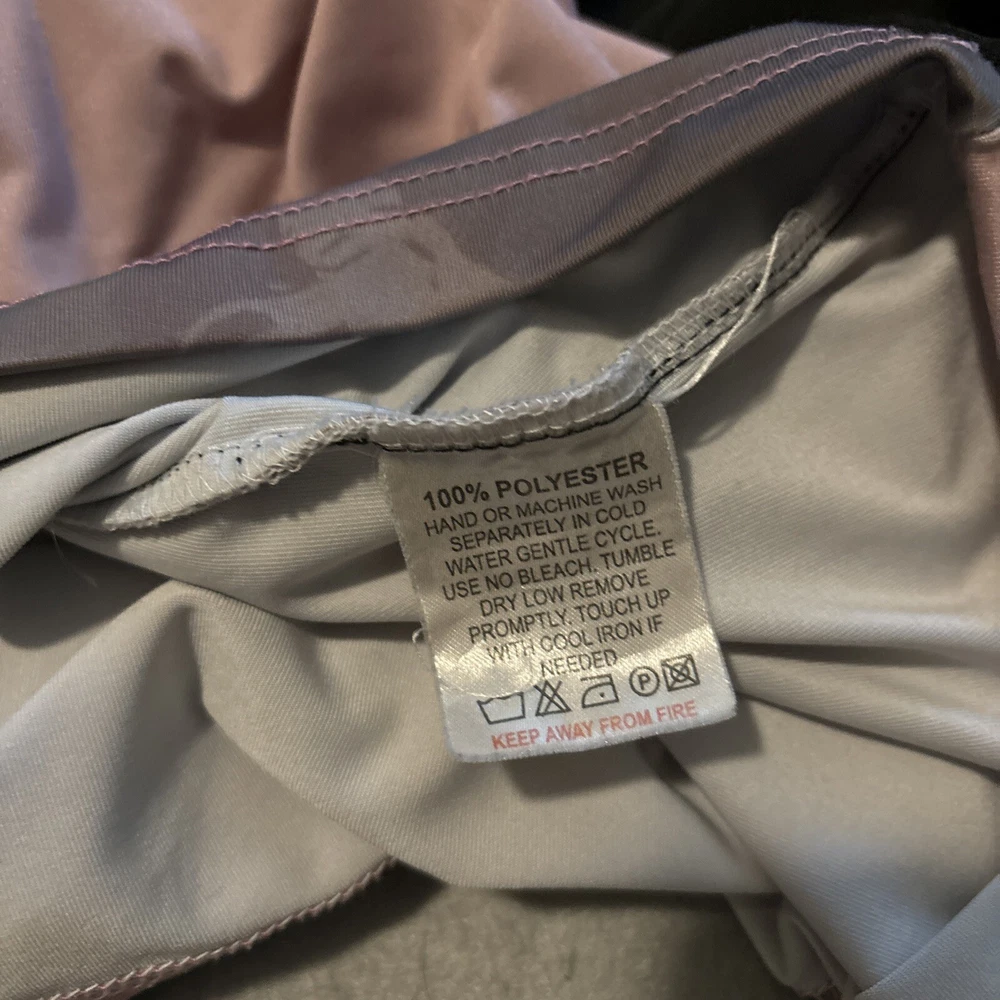 100% POLYESTER
HAND OR MACHINE WASH
SEPARATELY IN COLD
WATER GENTLE CYCLE.
USE NO BLEACH, TUMBLE
DRY LOW REMOVE
PROMPTLY. TOUCH UP
WITH COOL IRON IF
NEEDED
P
KEEP AWAY FROM FIRE